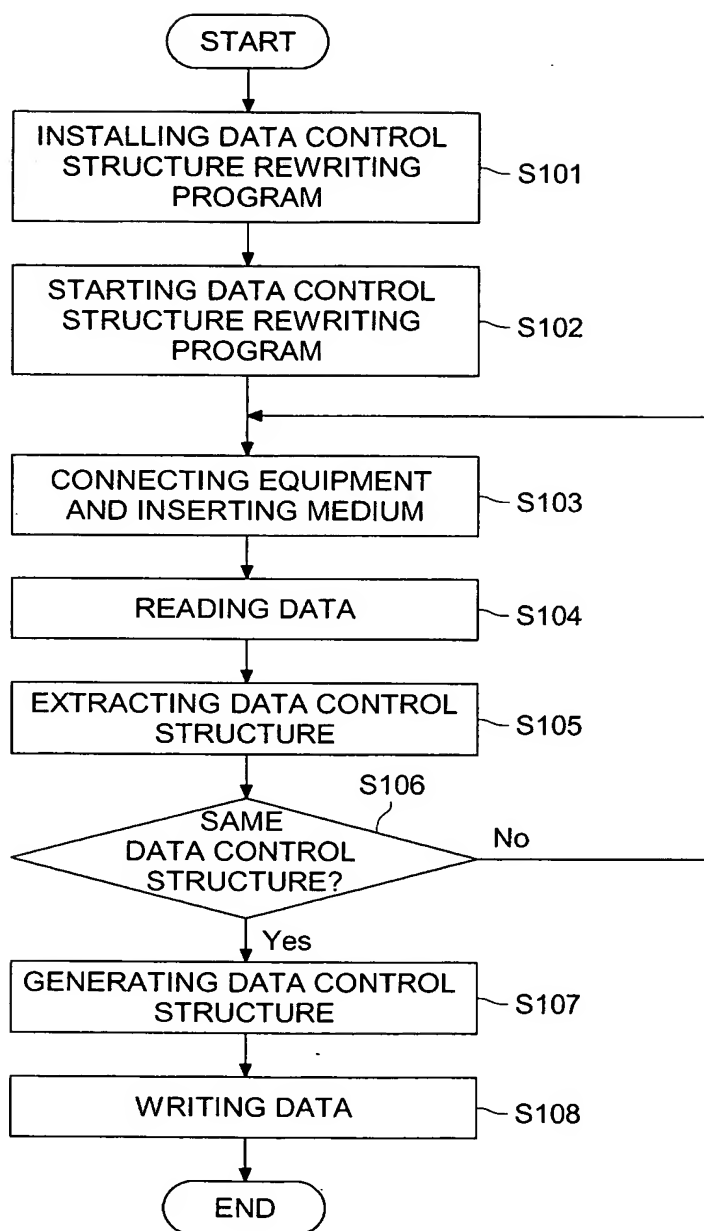 START
INSTALLING DATA CONTROL
STRUCTURE REWRITING
PROGRAM
S101
STARTING DATA CONTROL
STRUCTURE REWRITING
PROGRAM
S102
CONNECTING EQUIPMENT
AND INSERTING MEDIUM
S103
READING DATA
S104
EXTRACTING DATA CONTROL
STRUCTURE
S105
S106
SAME
DATA CONTROL
STRUCTURE?
No
Yes
GENERATING DATA CONTROL
STRUCTURE
S107
WRITING DATA
S108
END